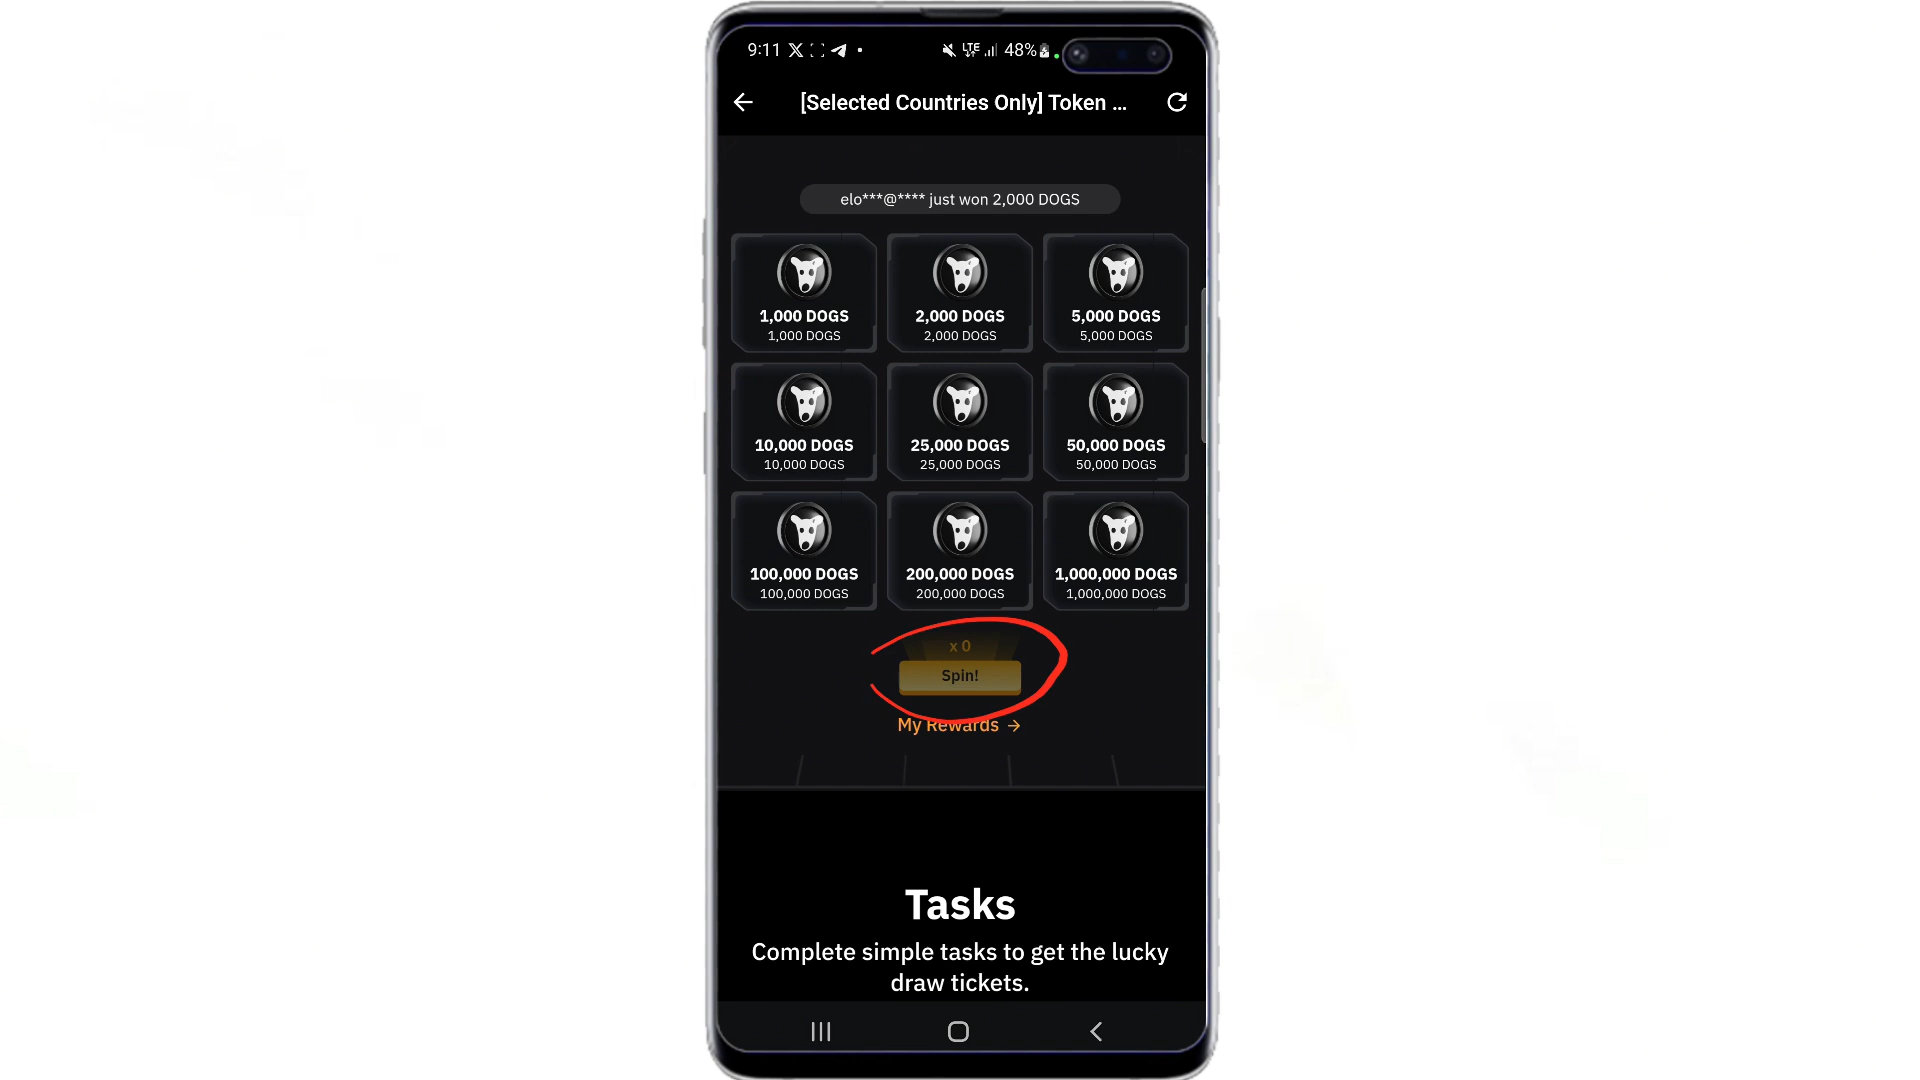 9:11 LTE 48%
[Selected Countries Only] Token ...
elo***@**** just won 2,000 DOGS
1,000 DOGS 2,000 DOGS 5,000 DOGS
1,000 DOGS 2,000 DOGS 5,000 DOGS
10,000 DOGS 25,000 DOGS 50,000 DOGS
10,000 DOGS 25,000 DOGS 50,000 DOGS
100,000 DOGS 200,000 DOGS 1,000,000 DOGS
100,000 DOGS 200,000 DOGS 1,000,000 DOGS
x 0
Spin!
My Rewards →
Tasks
Complete simple tasks to get the lucky
draw tickets.